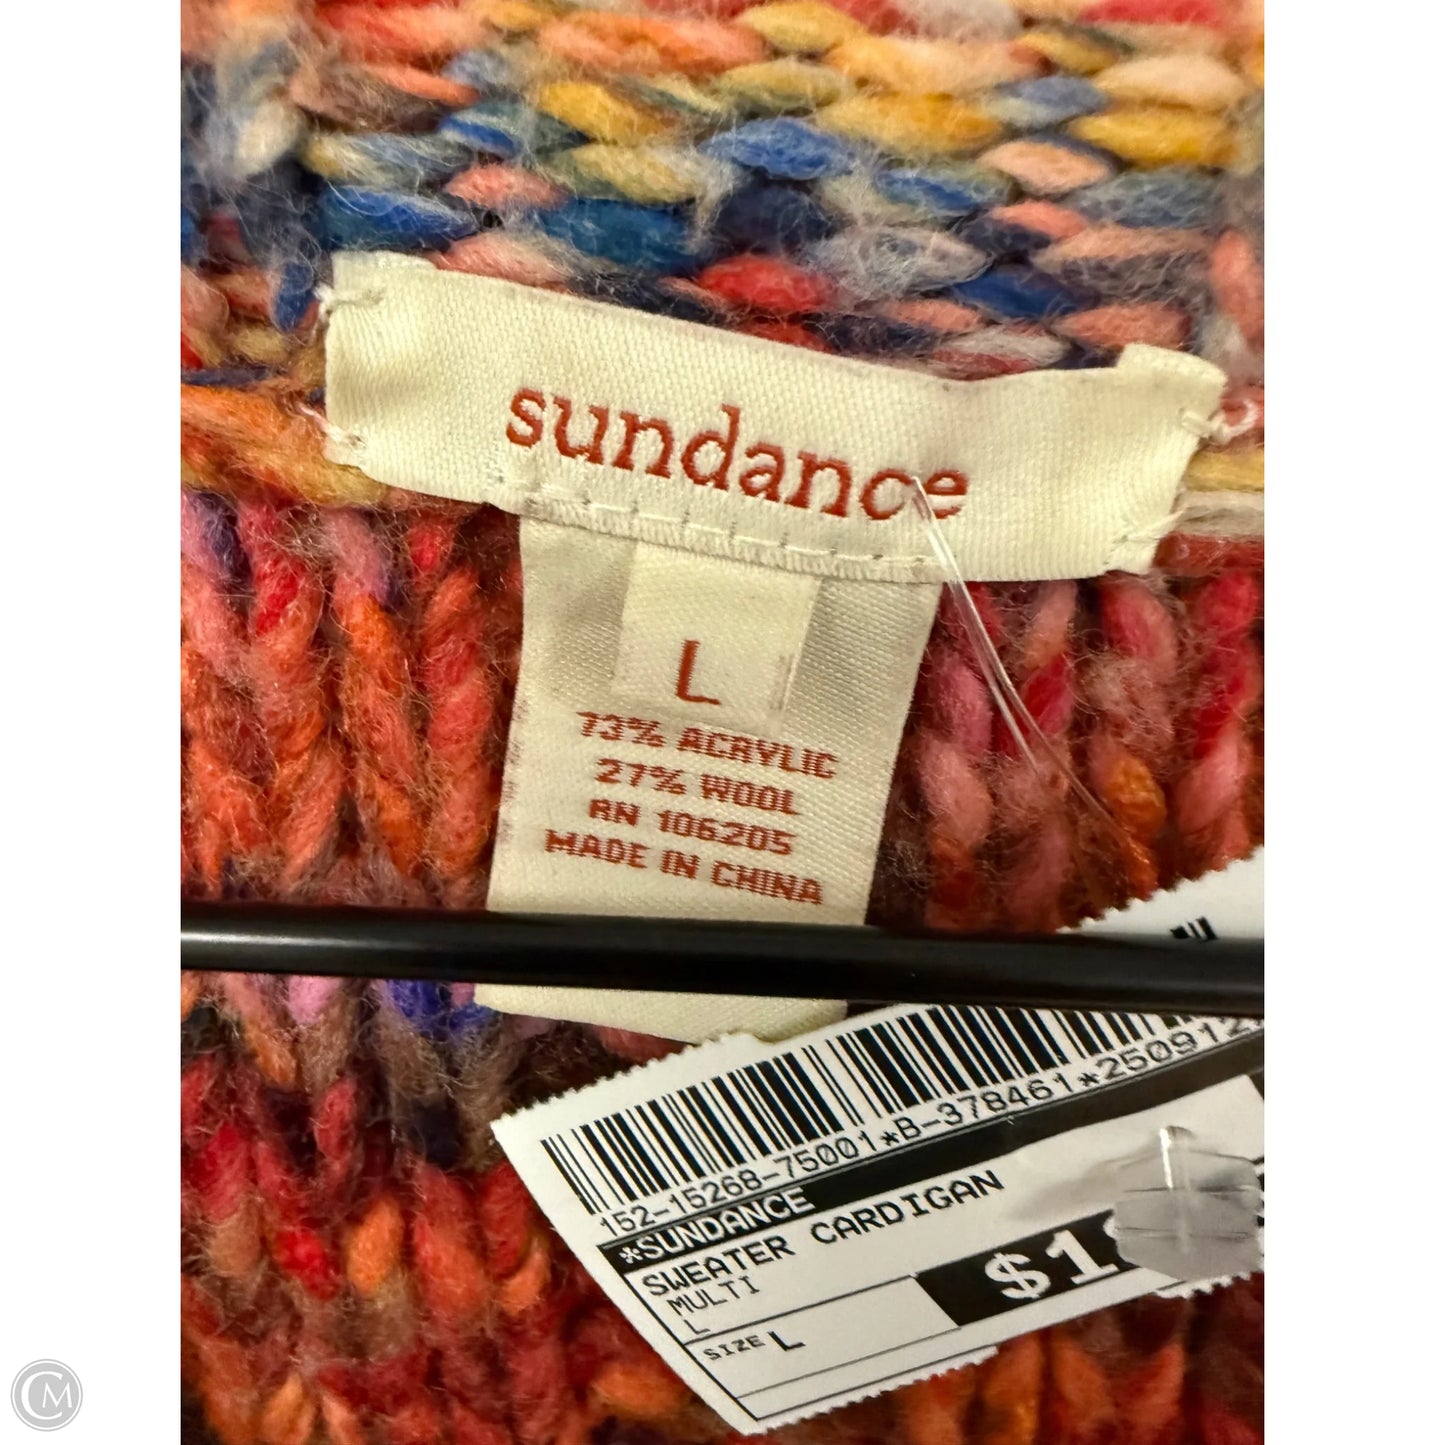 sundance
L
73% ACRYLIC
27% WOOL
RN 106205
MADE IN CHINA
152-15268-75001*B-378461*250912
*SUNDANCE
SWEATER CARDIGAN
MULTI
L
SIZE L
CM